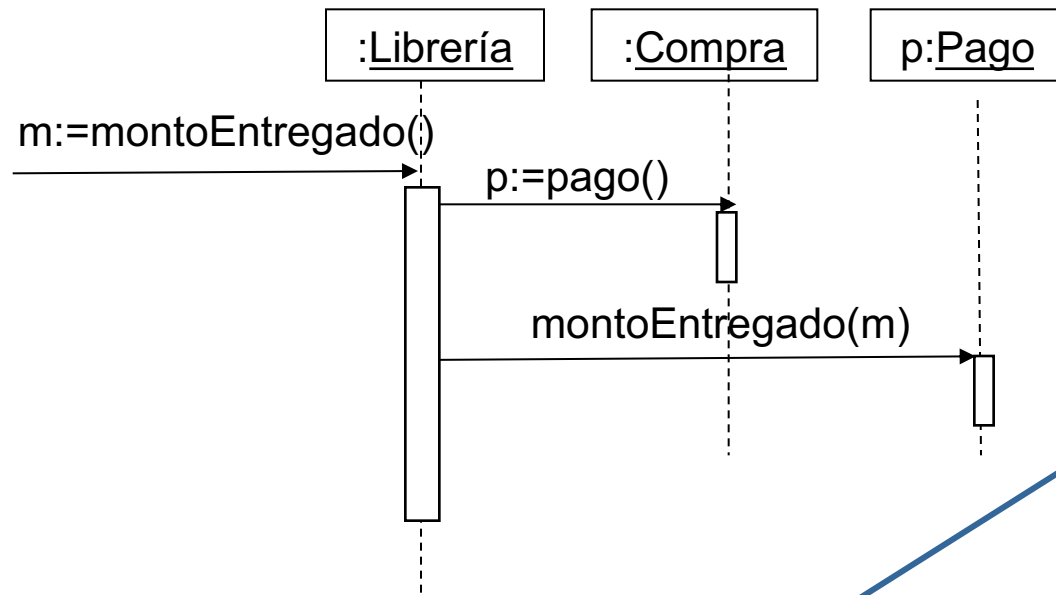 :Librería
:Compra
p:Pago
m:=montoEntregado()
p:=pago()
montoEntregado(m)